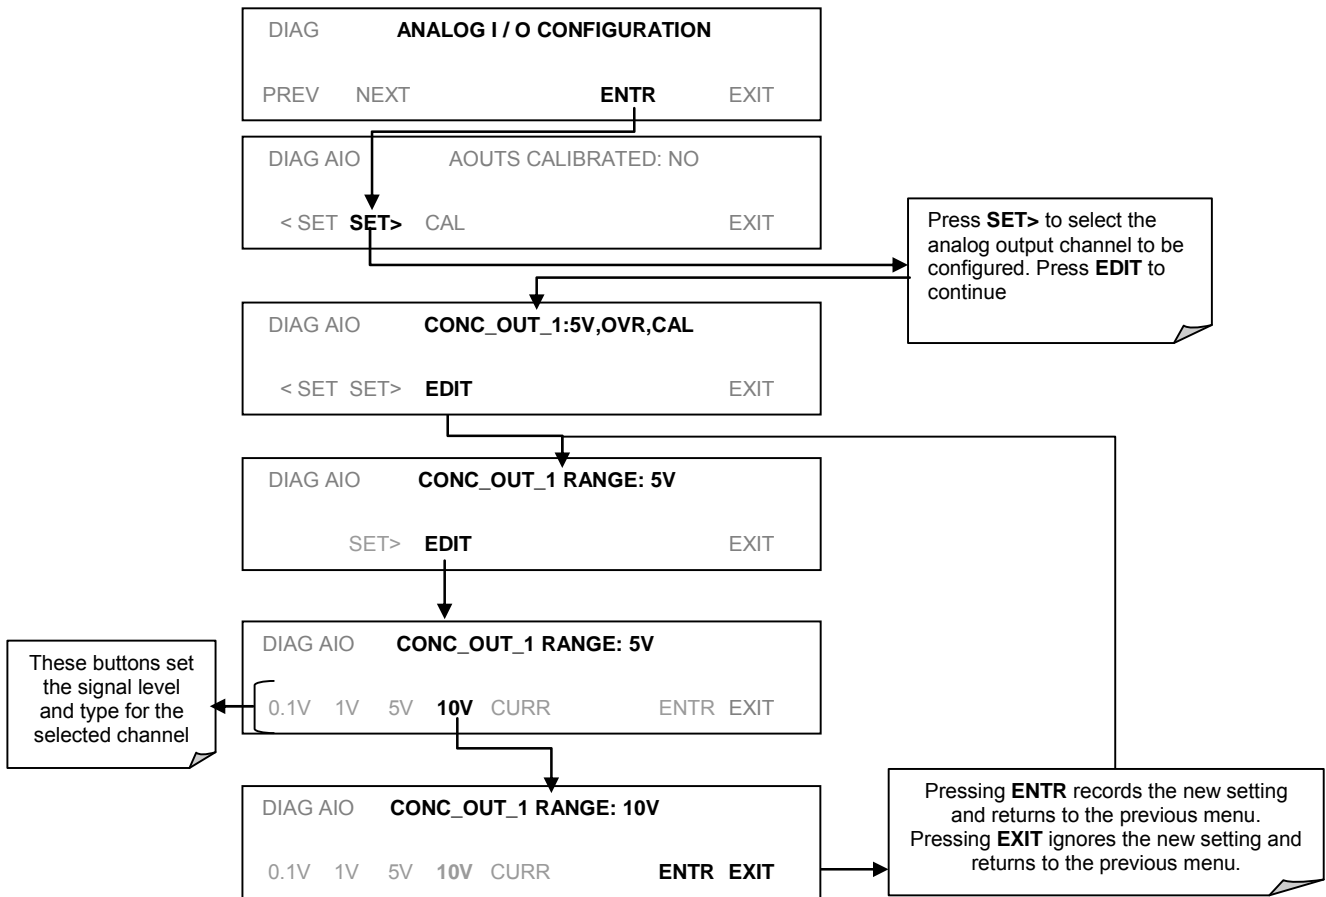 DIAG ANALOG I / O CONFIGURATION
PREV NEXT ENTR EXIT
DIAG AIO AOUTS CALIBRATED: NO
< SET SET> CAL EXIT
Press SET> to select the
analog output channel to be
configured. Press EDIT to
continue
DIAG AIO CONC_OUT_1:5V,OVR,CAL
< SET SET> EDIT EXIT
DIAG AIO CONC_OUT_1 RANGE: 5V
SET> EDIT EXIT
DIAG AIO CONC_OUT_1 RANGE: 5V
0.1V 1V 5V 10V CURR ENTR EXIT
These buttons set
the signal level
and type for the
selected channel
DIAG AIO CONC_OUT_1 RANGE: 10V
0.1V 1V 5V 10V CURR ENTR EXIT
Pressing ENTR records the new setting
and returns to the previous menu.
Pressing EXIT ignores the new setting and
returns to the previous menu.